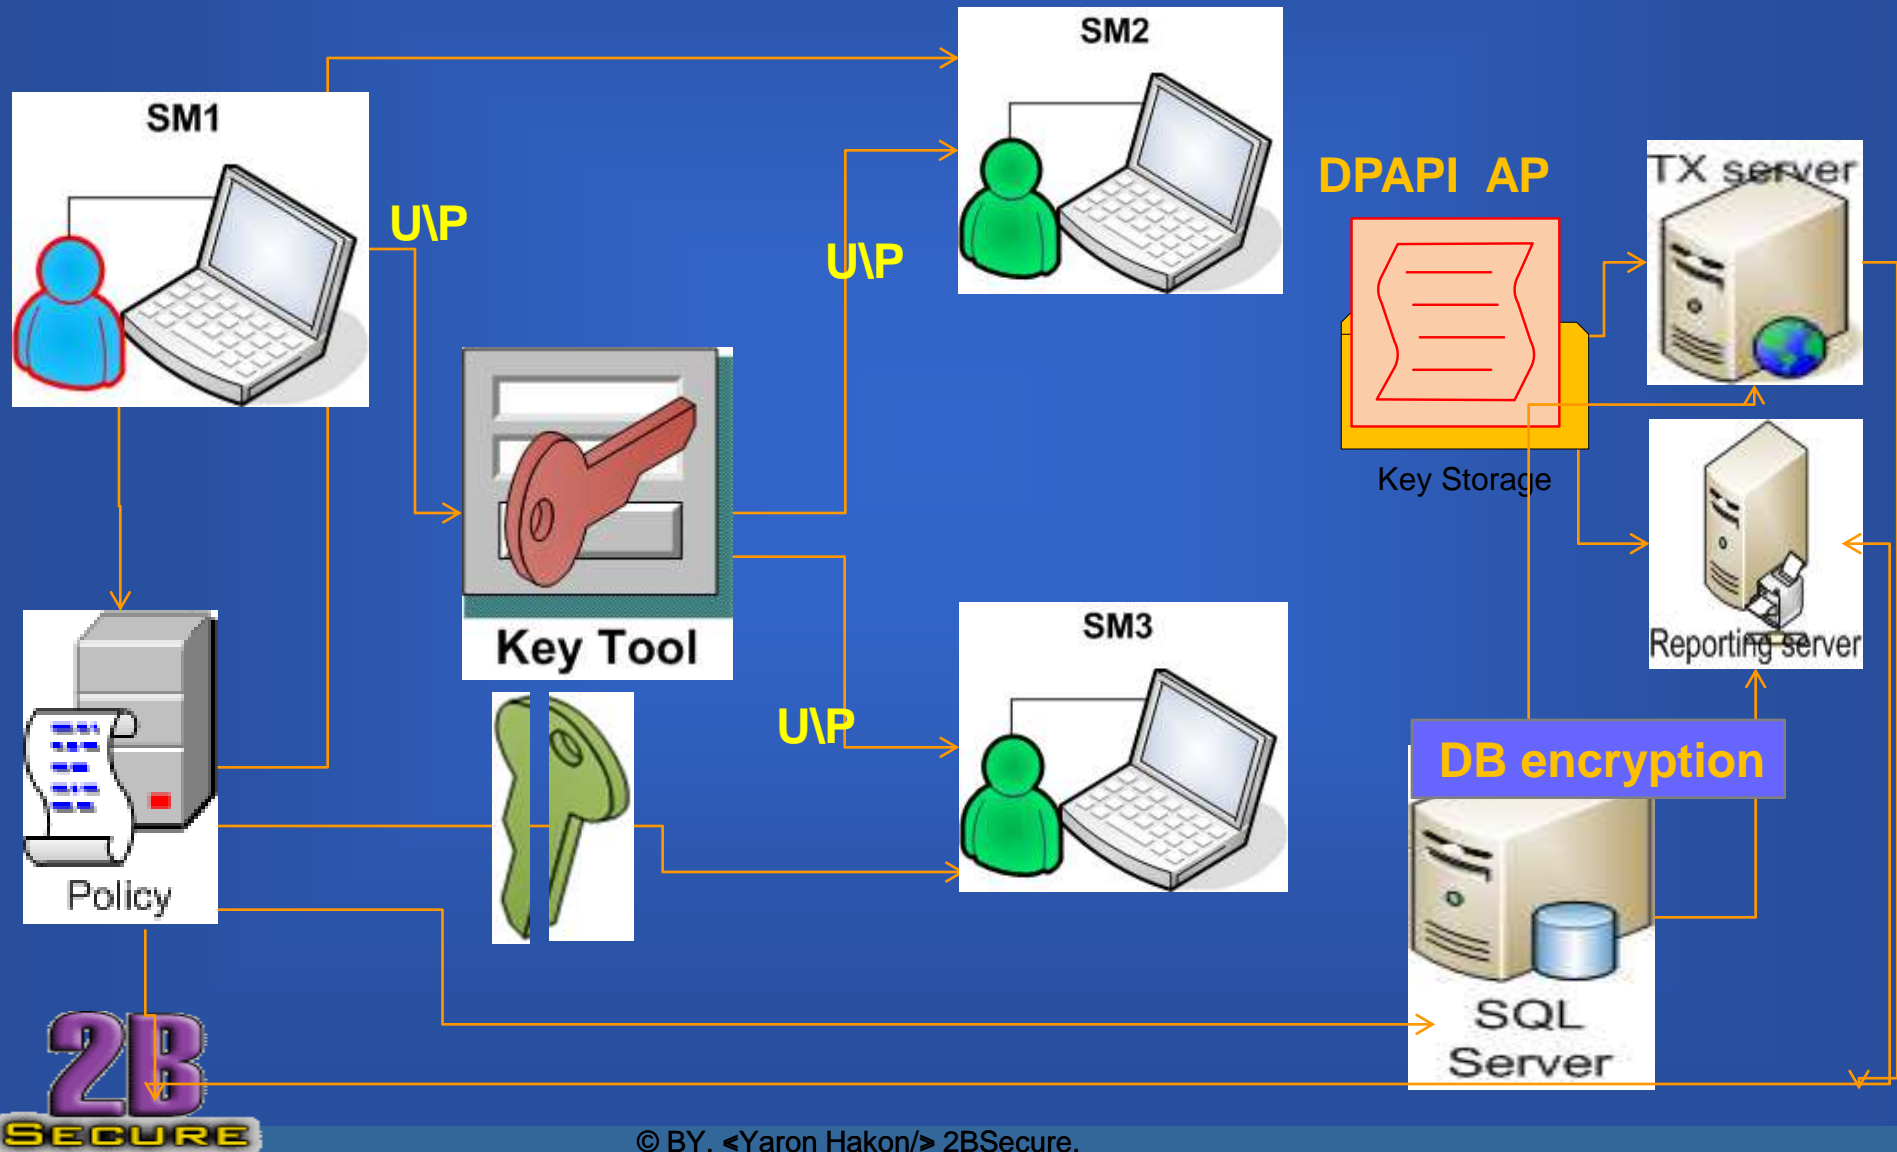 SM2
SM1
DPAPI  AP
TX server
U\P
U\P
Key Storage
SM3
Key Tool
Reporting server
U\P
DB encryption
Policy
SQL
Server
2B
SECURE
© BY. <Yaron Hakon/> 2BSecure.